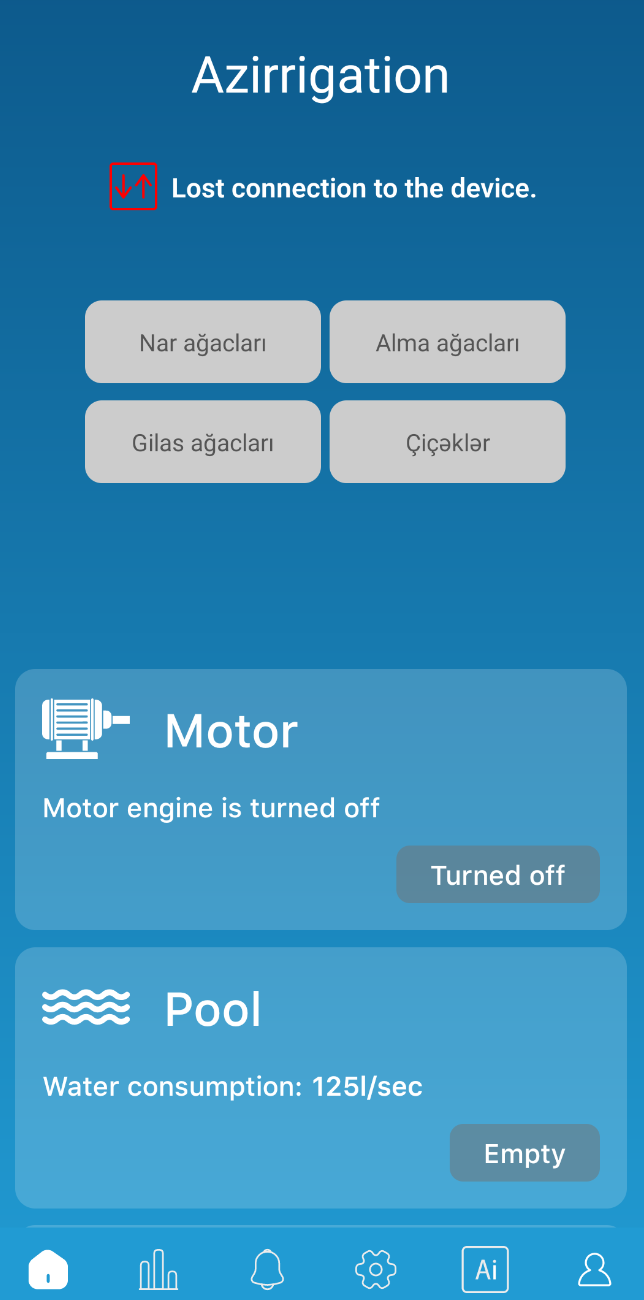 Azirrigation
Lost connection to the device.
Nar ağacları
Alma ağacları
Gilas ağacları
Çiçəklər
Motor
Motor engine is turned off
Turned off
Pool
Water consumption: 125l/sec
Empty
Ai